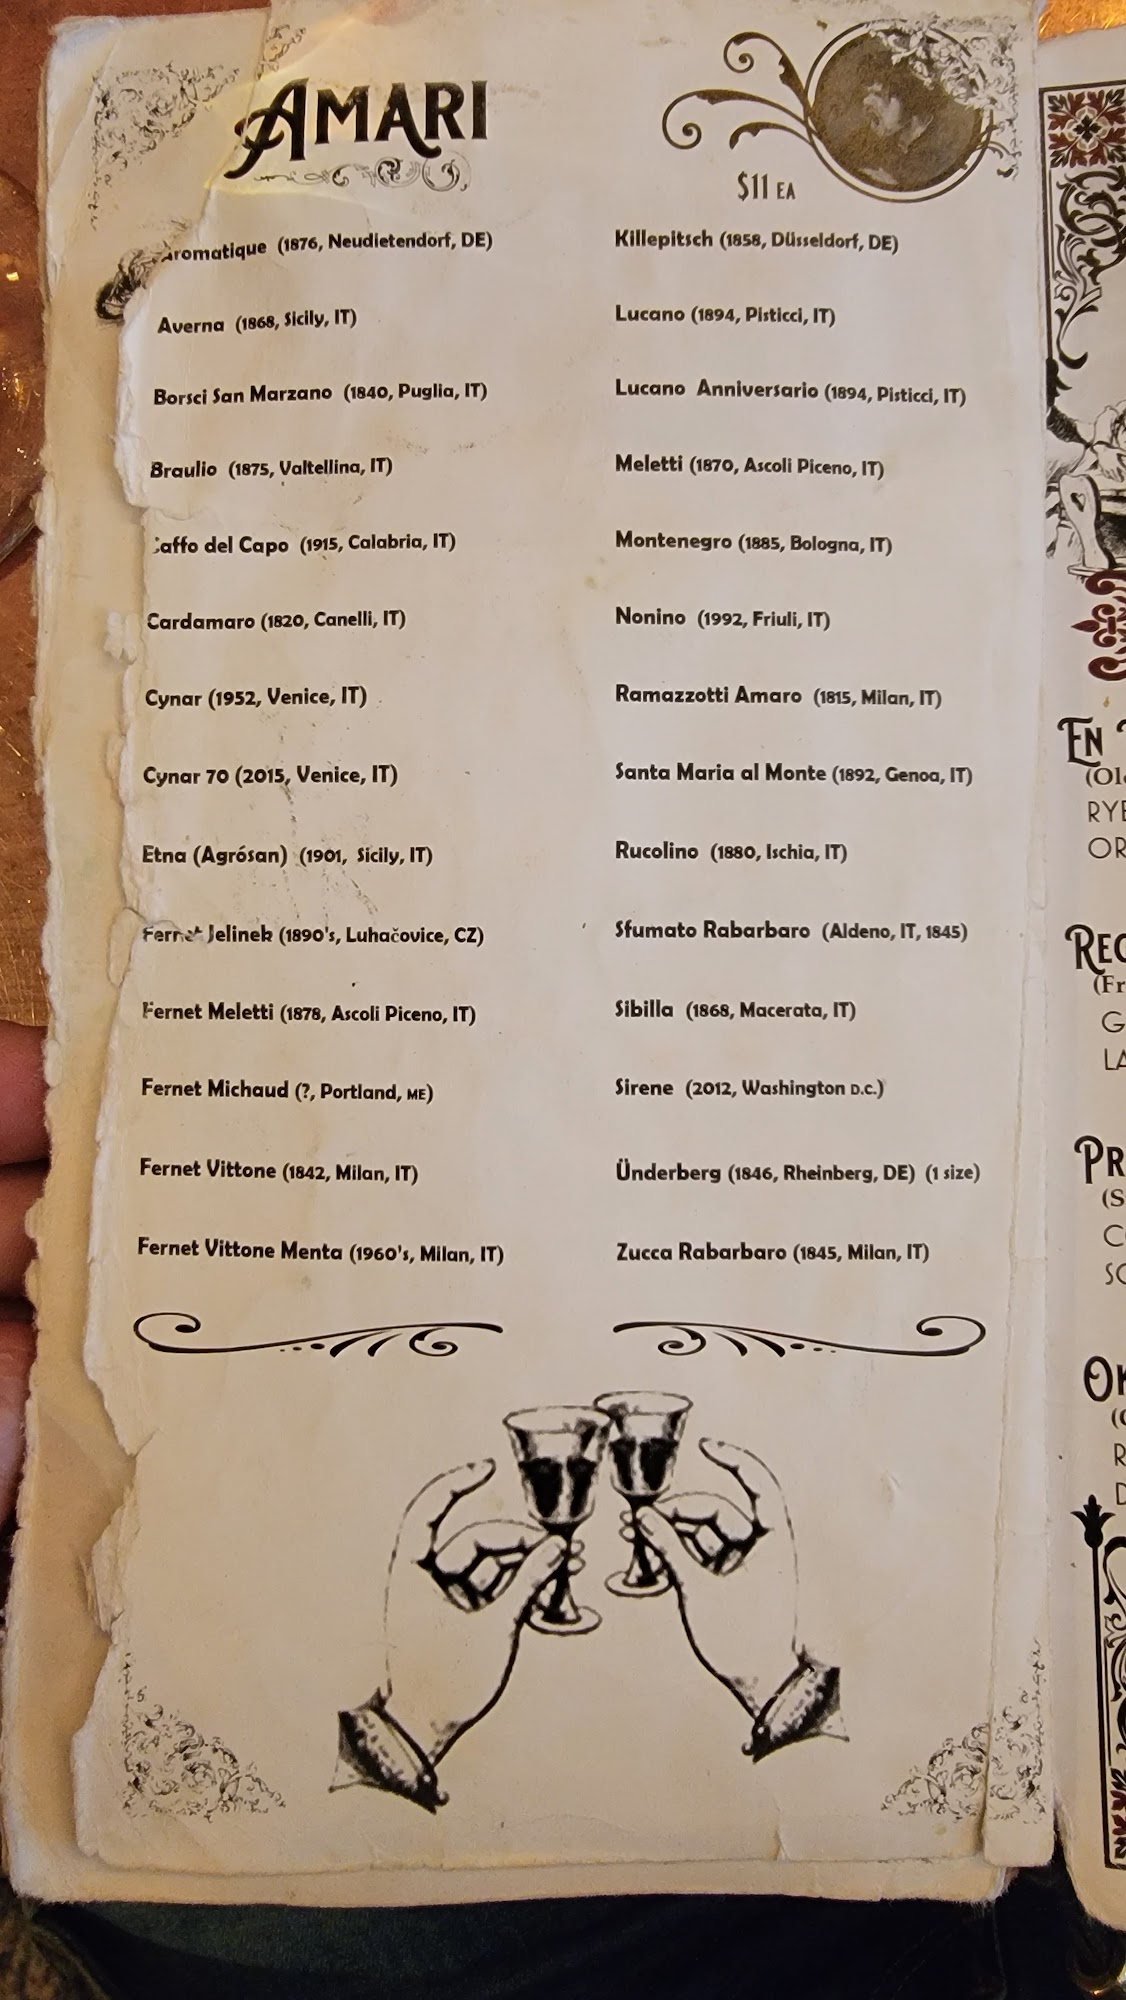 AMARI
$11 EA
Aromatique (1876, Neudietendorf, DE)
Averna (1868, Sicily, IT)
Borsci San Marzano (1840, Puglia, IT)
Braulio (1875, Valtellina, IT)
Caffo del Capo (1915, Calabria, IT)
Cardamaro (1820, Canelli, IT)
Cynar (1952, Venice, IT)
Cynar 70 (2015, Venice, IT)
Etna (Agrósan) (1901, Sicily, IT)
Fernet Jelinek (1890's, Luhačovice, CZ)
Fernet Meletti (1878, Ascoli Piceno, IT)
Fernet Michaud (?, Portland, ME)
Fernet Vittone (1842, Milan, IT)
Fernet Vittone Menta (1960's, Milan, IT)
Killepitsch (1858, Düsseldorf, DE)
Lucano (1894, Pisticci, IT)
Lucano Anniversario (1894, Pisticci, IT)
Meletti (1870, Ascoli Piceno, IT)
Montenegro (1885, Bologna, IT)
Nonino (1992, Friuli, IT)
Ramazzotti Amaro (1815, Milan, IT)
Santa Maria al Monte (1892, Genoa, IT)
Rucolino (1880, Ischia, IT)
Sfumato Rabarbaro (Aldeno, IT, 1845)
Sibilla (1868, Macerata, IT)
Sirene (2012, Washington D.C.)
Ünderberg (1846, Rheinberg, DE) (1 size)
Zucca Rabarbaro (1845, Milan, IT)
EN